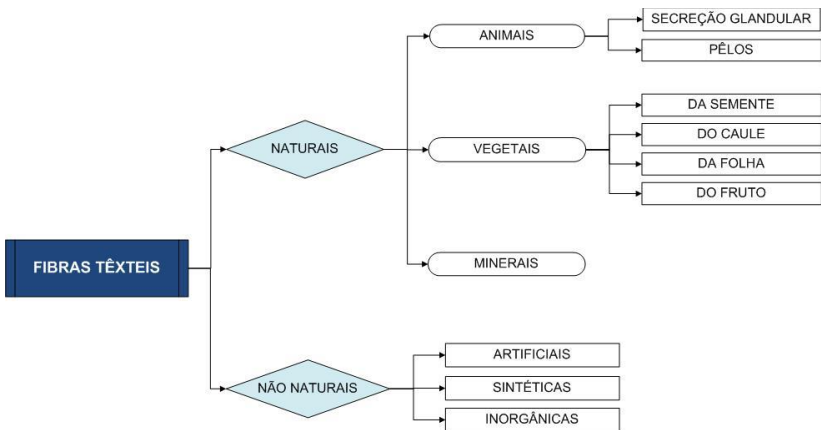 FIBRAS TÊXTEIS
NATURAIS
ANIMAIS
SECREÇÃO GLANDULAR
PÊLOS
VEGETAIS
DA SEMENTE
DO CAULE
DA FOLHA
DO FRUTO
MINERAIS
NÃO NATURAIS
ARTIFICIAIS
SINTÉTICAS
INORGÂNICAS